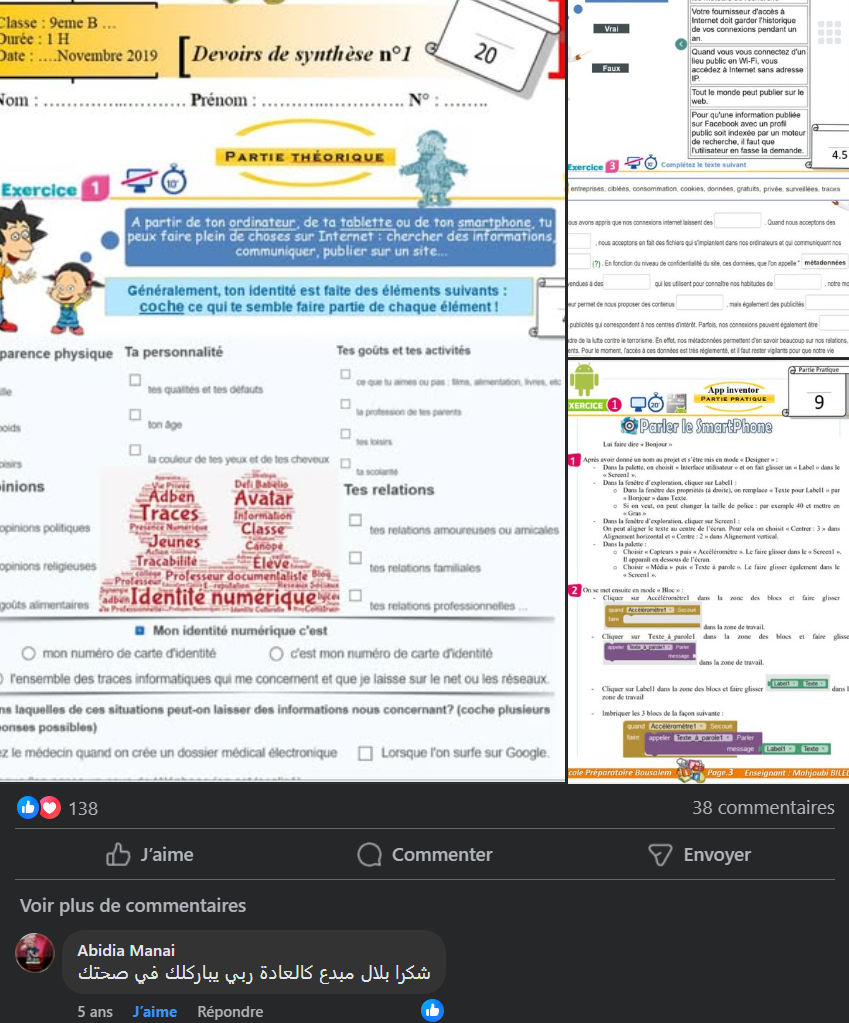 Classe : 9eme B ...
Durée : 1 H
Date : ….Novembre 2019
Devoirs de synthèse n°1
20
Nom : ………………………… Prénom : ………………………… N° : ……..
PARTIE THÉORIQUE
Exercice 1
10'
A partir de ton ordinateur, de ta tablette ou de ton smartphone, tu
peux faire plein de choses sur Internet : chercher des informations,
communiquer, publier sur un site...
Généralement, ton identité est faite des éléments suivants :
coche ce qui te semble faire partie de chaque élément !
parence physique
Ta personnalité
tes qualités et tes défauts
ton âge
la couleur de tes yeux et de tes cheveux
Tes goûts et tes activités
ce que tu aimes ou pas : films, alimentation, livres, etc
la profession de tes parents
tes loisirs
ta scolarité
inions
opinions politiques
opinions religieuses
goûts alimentaires
Vie Privée
Adben
Traces
Présence Numérique
Jeunes
Traçabilité
Defi Babelio
Avatar
Information
Classe
Canope
Eleve
Professeur documentaliste Blog
Identité numérique
Tes relations
tes relations amoureuses ou amicales
tes relations familiales
tes relations professionnelles ...
Mon identité numérique c'est
mon numéro de carte d'identité
c'est mon numéro de carte d'identité
l'ensemble des traces informatiques qui me concernent et que je laisse sur le net ou les réseaux.
ns laquelles de ces situations peut-on laisser des informations nous concernant? (coche plusieurs
onses possibles)
ez le médecin quand on crée un dossier médical électronique
Lorsque l'on surfe sur Google.
Vrai
Faux
Votre fournisseur d'accès à
Internet doit garder l'historique
de vos connexions pendant un
an.
Quand vous vous connectez d'un
lieu public en Wi-Fi, vous
accédez à Internet sans adresse
IP.
Tout le monde peut publier sur le
web.
Pour qu'une information publiée
sur Facebook avec un profil
public soit indexée par un moteur
de recherche, il faut que
l'utilisateur en fasse la demande.
4.5
Exercice 3
Complétez le texte suivant
entreprises, ciblées, consommation, cookies, données, gratuits, privée, surveillées, traces
ous avons appris que nos connexions internet laissent des
. Quand nous acceptons des
, nous acceptons en fait des fichiers qui s'implantent dans nos ordinateurs et qui communiquent nos
(?) . En fonction du niveau de confidentialité du site, ces données, que l'on appelle " métadonnées
vendues à des
qui les utilisent pour connaître nos habitudes de
, notre mo
eur permet de nous proposer des contenus
, mais également des publicités
publicités qui correspondent à nos centres d'intérêt. Parfois, nos connexions peuvent également être
dre de la lutte contre le terrorisme. En effet, nos métadonnées permettent d'en savoir beaucoup sur nos relations,
ents. Pour le moment, l'accès à ces données est très réglementé, et il faut rester vigilants pour que notre vie
Partie Pratique
9
EXERCICE 1
20'
App inventor
PARTIE PRATIQUE
Parler le SmartPhone
Lui faire dire « Bonjour »
1 Après avoir donné un nom au projet et s'être mis en mode « Designer » :
- Dans la palette, on choisit « Interface utilisateur » et on fait glisser un « Label » dans le
« Screen1 ».
- Dans la fenêtre d'exploration, cliquer sur Label1 :
o Dans la fenêtre des propriétés (à droite), on remplace « Texte pour Label1 » par
« Bonjour » dans Texte.
o Si on veut, on peut changer la taille de police : par exemple 40 et mettre en
« Gras »
- Dans la fenêtre d'exploration, cliquer sur Screen1 :
On peut aligner le texte au centre de l'écran. Pour cela on choisit « Centrer : 3 » dans
Alignement horizontal et « Centre : 2 » dans Alignement vertical.
- Dans la palette :
o Choisir « Capteurs » puis « Accéléromètre ». Le faire glisser dans le « Screen1 ».
Il apparaît en dessous de l'écran.
o Choisir « Média » puis « Texte à parole ». Le faire glisser également dans le
« Screen1 ».
2 On se met ensuite en mode « Bloc » :
- Cliquer sur Accéléromètre1 dans la zone des blocs et faire glisser
quand Accéléromètre1 Secoué
faire
dans la zone de travail.
- Cliquer sur Texte_à_parole1 dans la zone des blocs et faire glisse
appeler Texte_à_parole1 Parler
message
dans la zone de travail.
- Cliquer sur Label1 dans la zone des blocs et faire glisser Label1 Texte dans l
zone de travail
- Imbriquer les 3 blocs de la façon suivante :
quand Accéléromètre1 Secoué
faire appeler Texte_à_parole1 Parler
message Label1 Texte
cole Préparatoire Bousalem Page.3 Enseignant : Mahjoubi BILEL
138
38 commentaires
J'aime
Commenter
Envoyer
Voir plus de commentaires
Abidia Manai
شكرا بلال مبدع كالعادة ربي يباركلك في صحتك
5 ans J'aime Répondre